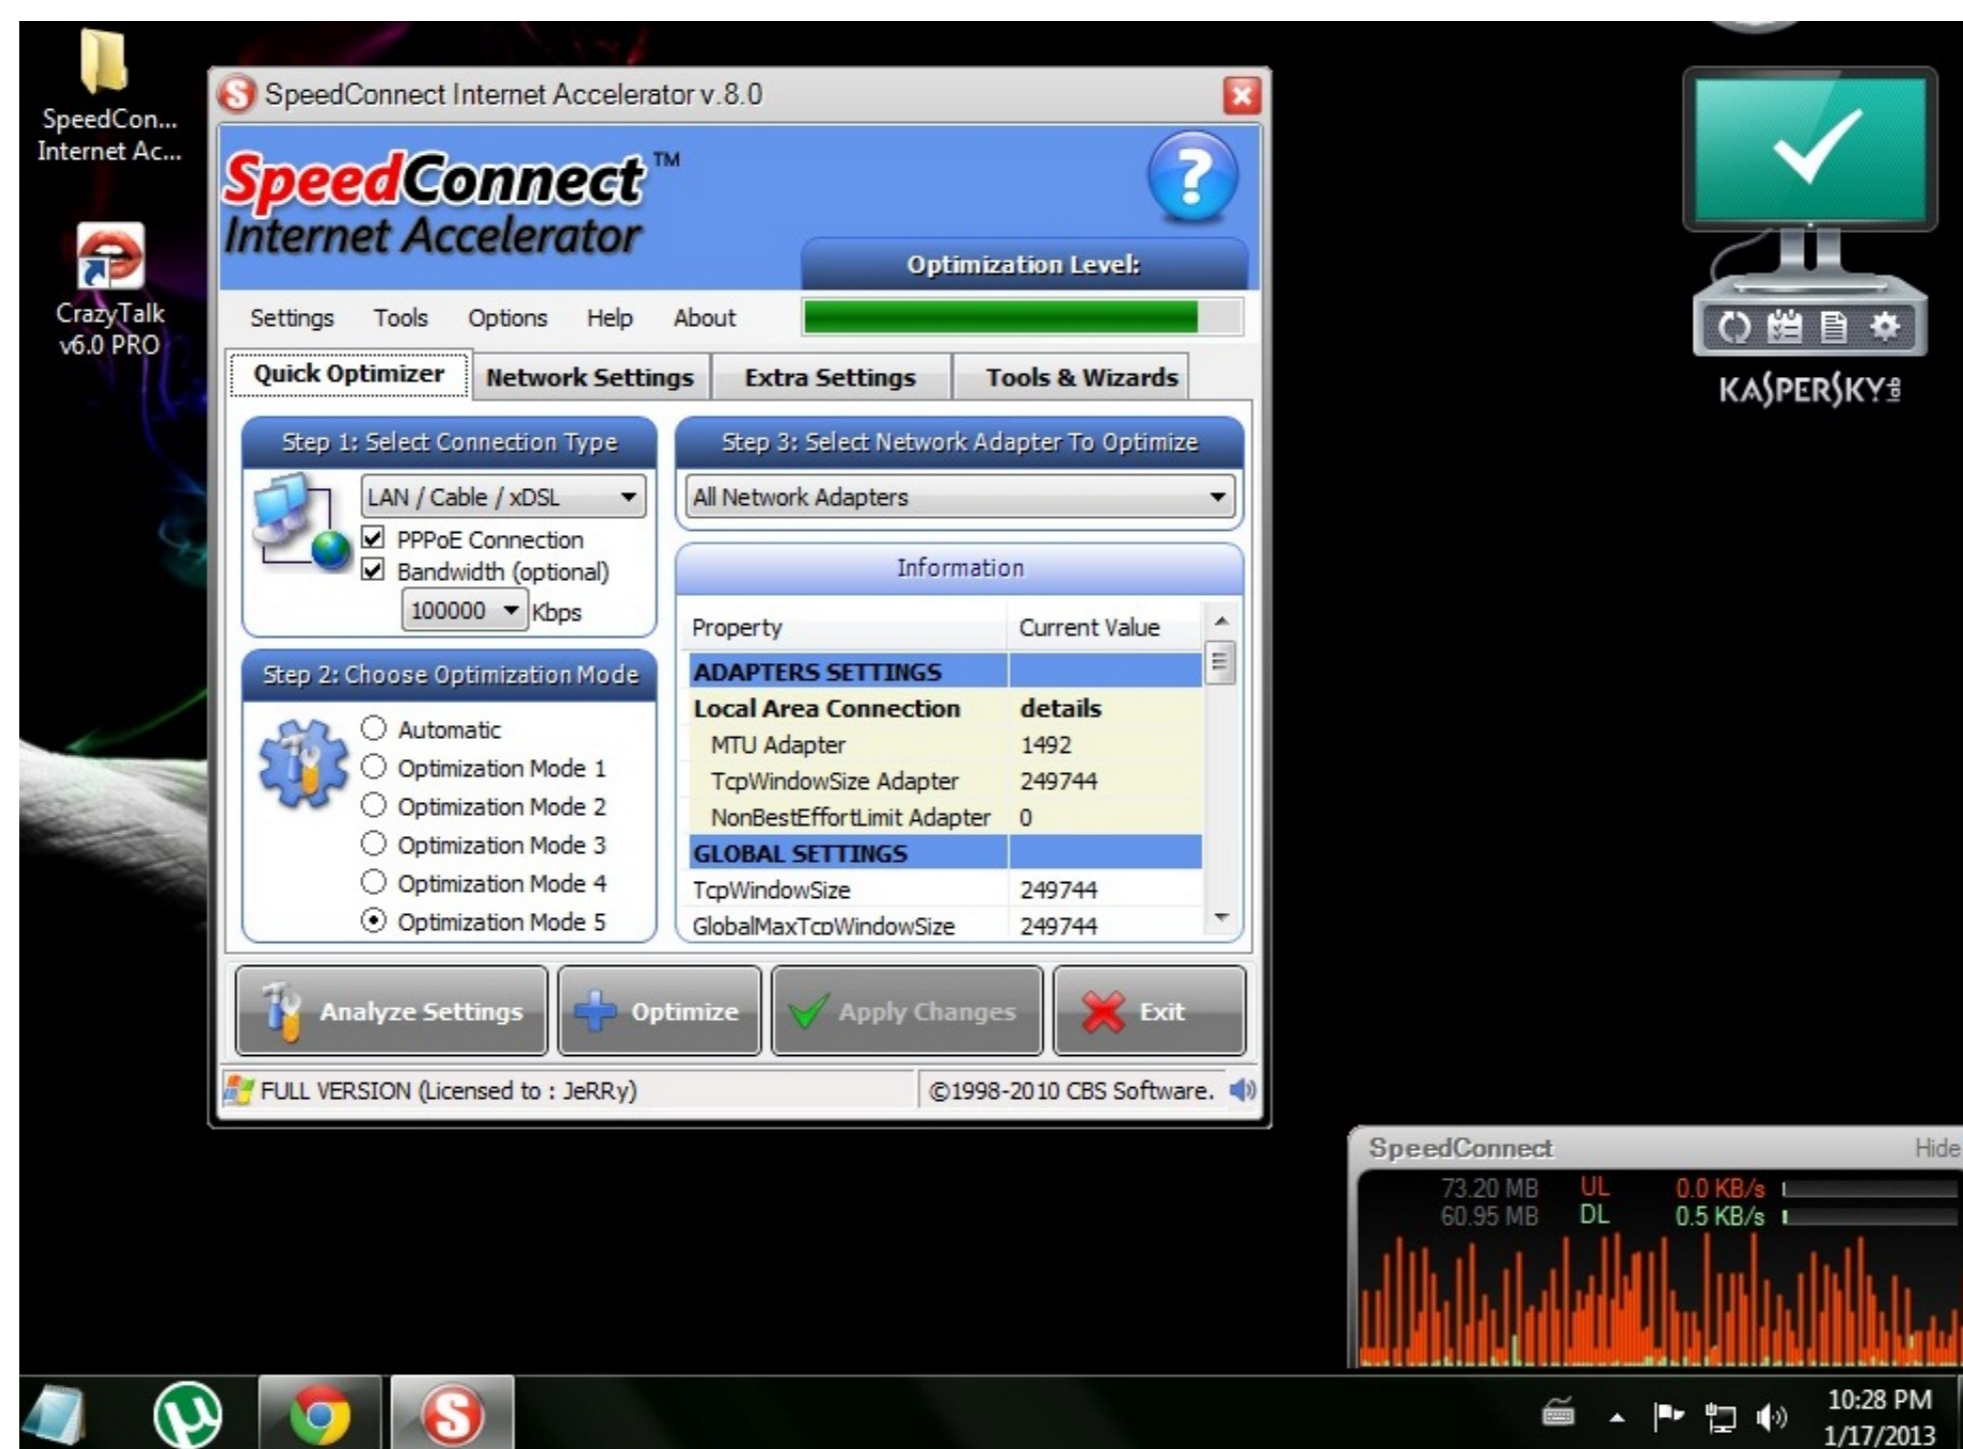 SpeedCon...
Internet Ac...
CrazyTalk
v6.0 PRO
SpeedConnect Internet Accelerator v.8.0
SpeedConnect™
Internet Accelerator
Optimization Level:
Settings Tools Options Help About
Quick Optimizer Network Settings Extra Settings Tools & Wizards
Step 1: Select Connection Type
LAN / Cable / xDSL
PPPoE Connection
Bandwidth (optional)
100000 Kbps
Step 2: Choose Optimization Mode
Automatic
Optimization Mode 1
Optimization Mode 2
Optimization Mode 3
Optimization Mode 4
Optimization Mode 5
Step 3: Select Network Adapter To Optimize
All Network Adapters
Information
Property Current Value
ADAPTERS SETTINGS
Local Area Connection details
MTU Adapter 1492
TcpWindowSize Adapter 249744
NonBestEffortLimit Adapter 0
GLOBAL SETTINGS
TcpWindowSize 249744
GlobalMaxTcpWindowSize 249744
Analyze Settings Optimize Apply Changes Exit
FULL VERSION (Licensed to : JeRRy) ©1998-2010 CBS Software.
KASPERSKY lab
SpeedConnect Hide
73.20 MB UL 0.0 KB/s
60.95 MB DL 0.5 KB/s
10:28 PM
1/17/2013